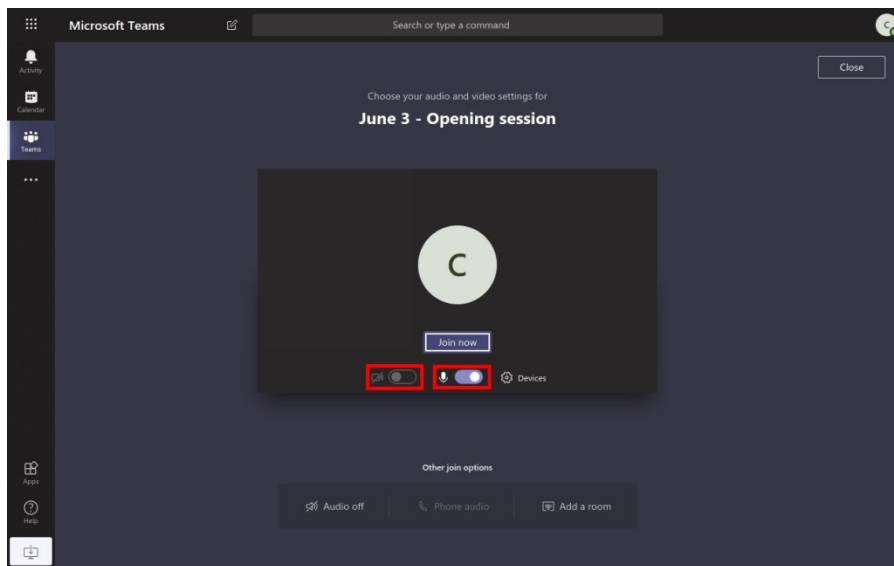 Microsoft Teams
Search or type a command
C
Activity
Calendar
Teams
Close
Choose your audio and video settings for
June 3 - Opening session
C
Join now
Devices
Other join options
Audio off
Phone audio
Add a room
Apps
Help